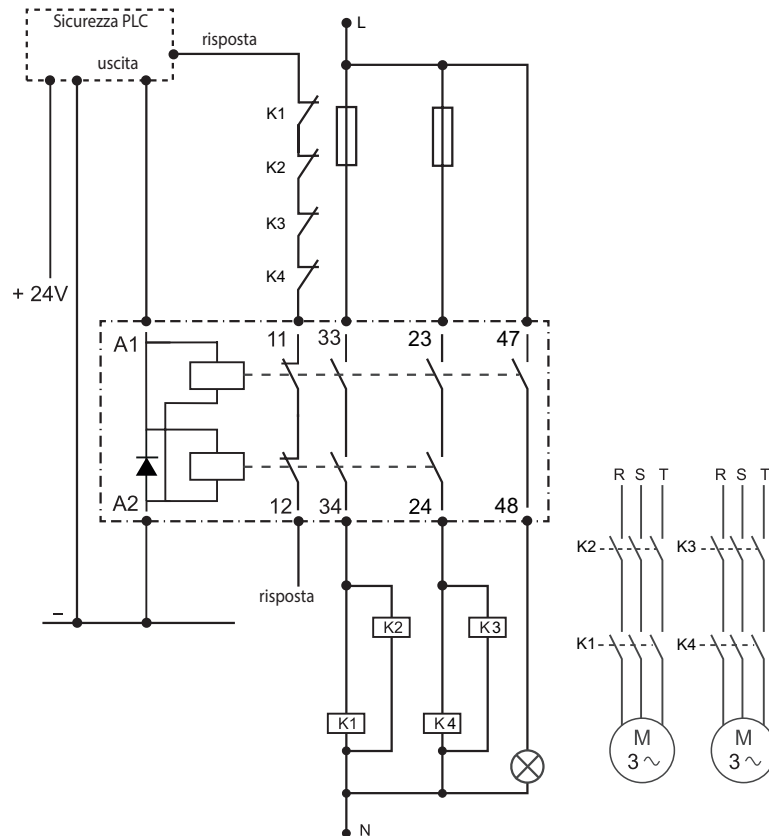 Sicurezza PLC
L
risposta
uscita
K1
K2
K3
K4
+ 24V
A1
11
33
23
47
A2
12
34
24
48
R S T
R S T
K2
K3
risposta
–
K2
K3
K1
K4
K1
K4
M
3 ~
M
3 ~
N